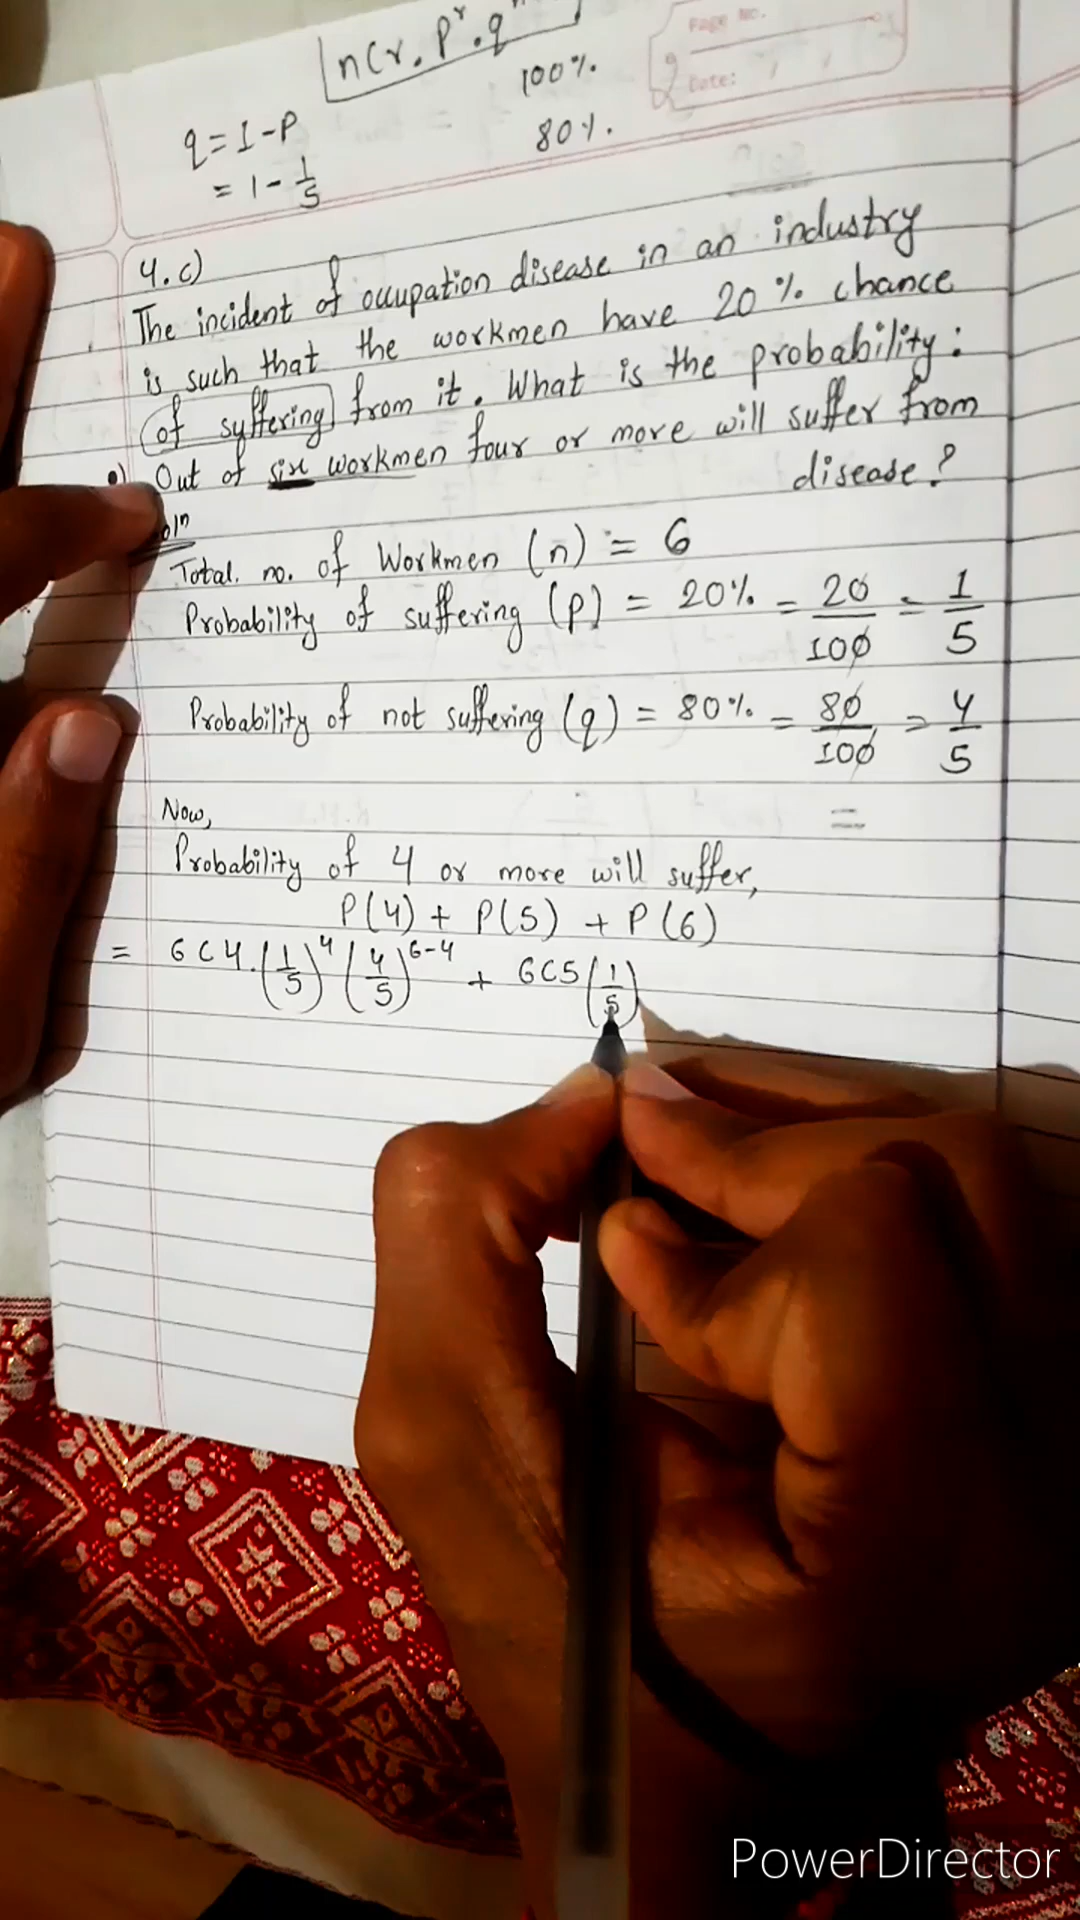 nCr. p^r. q^n
Page No.
Date:
100%.
80%.
q = 1 - P
= 1 - 1/5
4. c)
The incident of occupation disease in an industry
is such that the workmen have 20% chance
of suffering from it. What is the probability:
Out of six workmen four or more will suffer from
disease?
Soln
Total. no. of Workmen (n) = 6
Probability of suffering (p) = 20% = 20/100 = 1/5
Probability of not suffering (q) = 80% = 80/100 = 4/5
=
Now,
Probability of 4 or more will suffer,
P(4) + P(5) + P(6)
= 6C4.(1/5)^4 (4/5)^6-4 + 6C5 (1/5)
PowerDirector